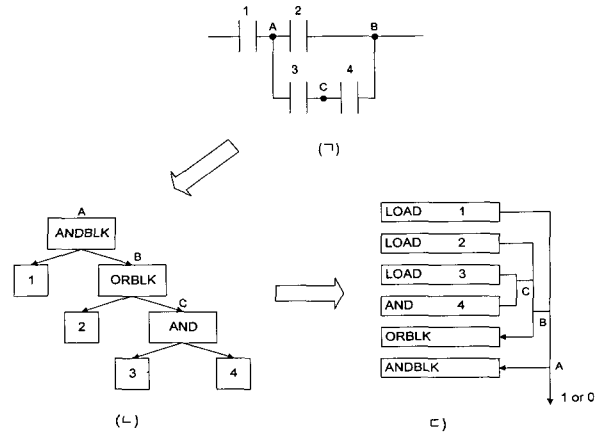 1 A 2 B
3 C 4
(ㄱ)
A
ANDBLK
B
1 ORBLK
C
2 AND
3 4
(ㄴ)
LOAD 1
LOAD 2
LOAD 3
C
AND 4
B
ORBLK
A
ANDBLK
1 or 0
ㄷ)